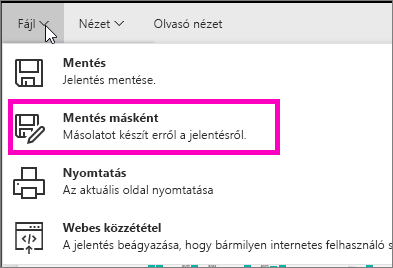 Fájl Nézet Olvasó nézet
Mentés
Jelentés mentése.
Mentés másként
Másolatot készít erről a jelentésről.
Nyomtatás
Az aktuális oldal nyomtatása
Webes közzététel
A jelentés beágyazása, hogy bármilyen internetes felhasználó s